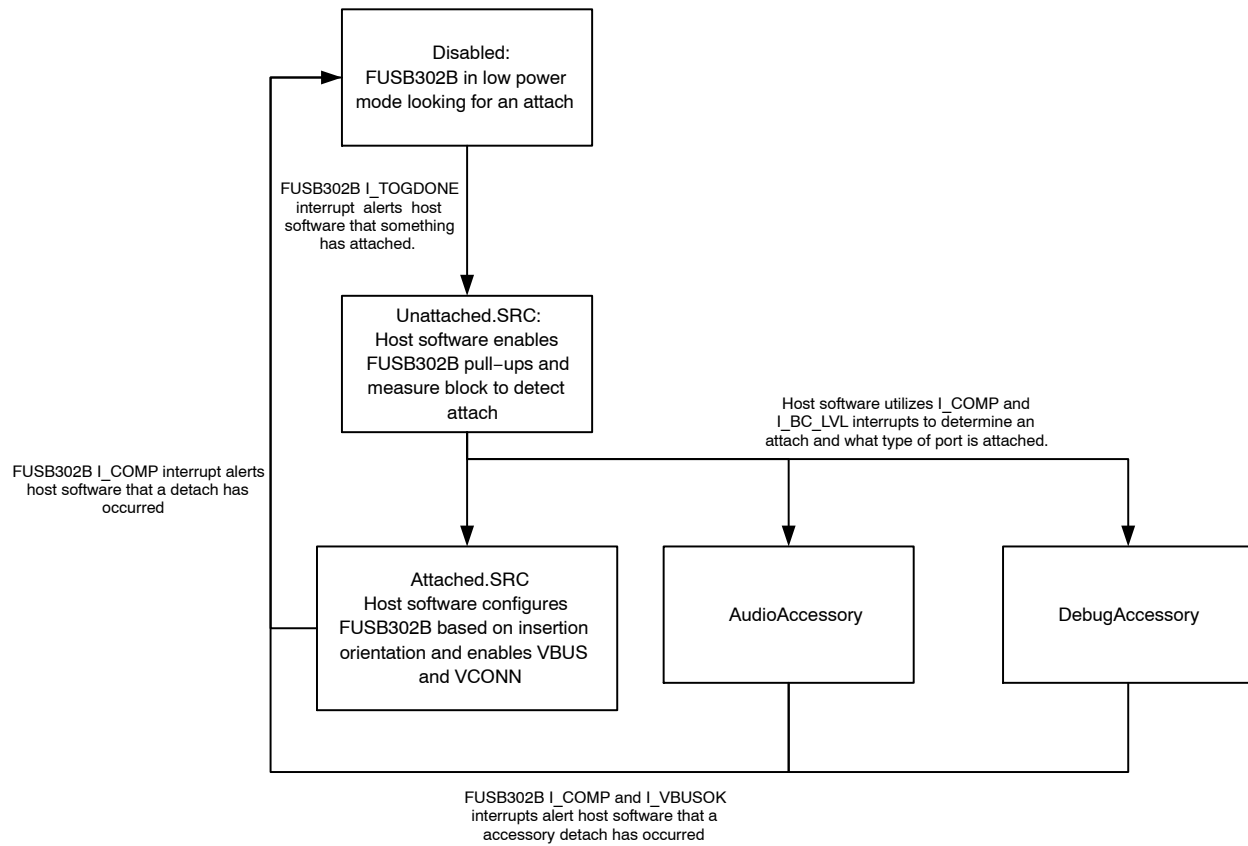 Disabled:
FUSB302B in low power
mode looking for an attach
FUSB302B I_TOGDONE
interrupt alerts host
software that something
has attached.
Unattached.SRC:
Host software enables
FUSB302B pull−ups and
measure block to detect
attach
Host software utilizes I_COMP and
I_BC_LVL interrupts to determine an
attach and what type of port is attached.
FUSB302B I_COMP interrupt alerts
host software that a detach has
occurred
Attached.SRC
Host software configures
FUSB302B based on insertion
orientation and enables VBUS
and VCONN
AudioAccessory
DebugAccessory
FUSB302B I_COMP and I_VBUSOK
interrupts alert host software that a
accessory detach has occurred